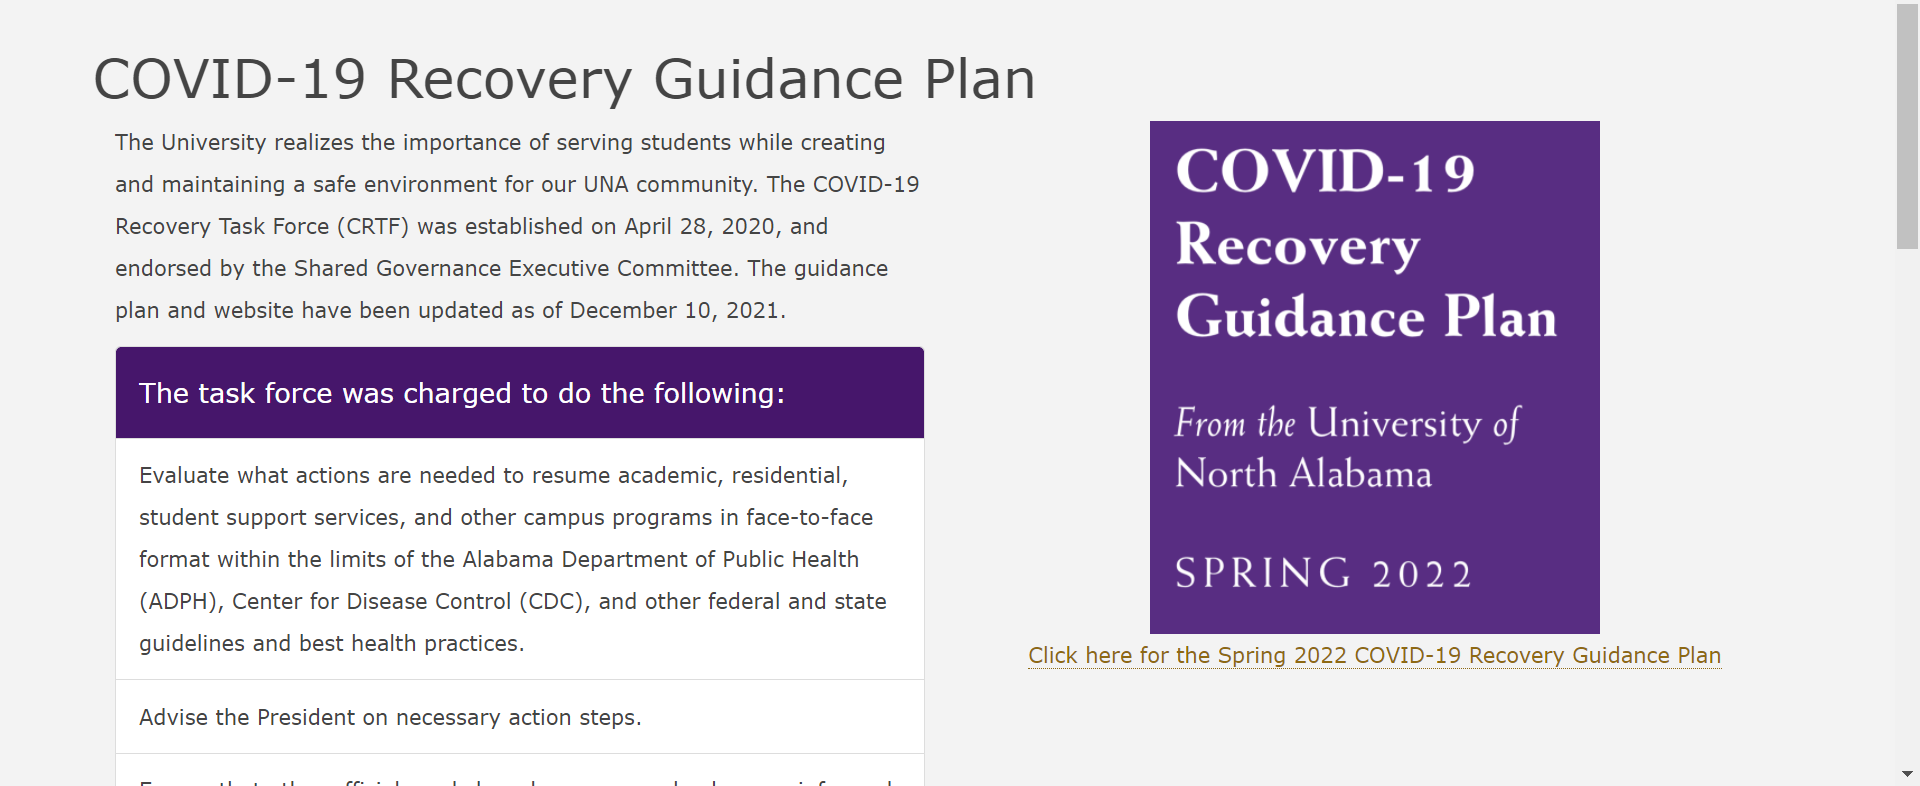 COVID-19 Recovery Guidance Plan
The University realizes the importance of serving students while creating
and maintaining a safe environment for our UNA community. The COVID-19
Recovery Task Force (CRTF) was established on April 28, 2020, and
endorsed by the Shared Governance Executive Committee. The guidance
plan and website have been updated as of December 10, 2021.
The task force was charged to do the following:
Evaluate what actions are needed to resume academic, residential,
student support services, and other campus programs in face-to-face
format within the limits of the Alabama Department of Public Health
(ADPH), Center for Disease Control (CDC), and other federal and state
guidelines and best health practices.
Advise the President on necessary action steps.
COVID-19
Recovery
Guidance Plan
From the University of
North Alabama
SPRING 2022
Click here for the Spring 2022 COVID-19 Recovery Guidance Plan